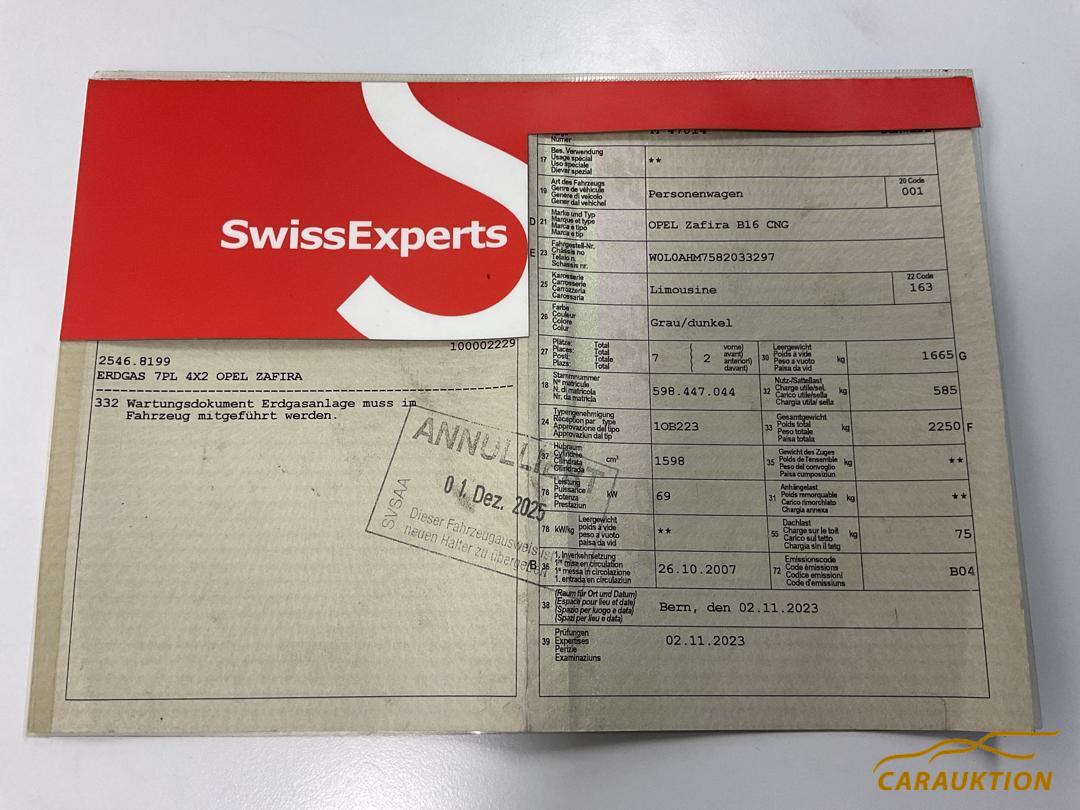 SwissExperts
100002229
2546.8199
ERDGAS 7PL 4X2 OPEL ZAFIRA
332 Wartungsdokument Erdgasanlage muss im
Fahrzeug mitgeführt werden.
ANNULLIERT
01. Dez. 2025
SVSAA
Dieser Fahrzeugausweis ist
neuen Halter zu übergeben
Numer
17 Bes. Verwendung
Usage spécial
Uso speciale
Diever spezial
**
19 Art des Fahrzeugs
Genre de véhicule
Genere di veicolo
Gener dal vehichel
Personenwagen
20 Code
001
D 21 Marke und Typ
Marque et type
Marca e tipo
Marca e tip
OPEL Zafira B16 CNG
E 23 Fahrgestell-Nr.
Châssis no
Telaio n.
Schassis nr.
W0L0AHM7582033297
25 Karosserie
Carrosserie
Carrozzeria
Carossaria
Limousine
22 Code
163
26 Farbe
Couleur
Colore
Colur
Grau/dunkel
27 Plätze: Total
Places: Total
Posti: Totale
Plazs: Total
7 ( 2 vorne)
avant)
anteriori)
davant)
30 Leergewicht
Poids à vide
Peso a vuoto
Paisa da vid
kg 1665 G
18 Stammnummer
N° matricule
N. di matricola
Nr. da matricla
598.447.044
32 Nutz-/Sattellast
Charge utile/sel.
Carico utile/sella
Chargia utila/ sella
kg 585
24 Typengenehmigung
Réception par type
Approvazione del tipo
Approvaziun dal tip
1OB223
33 Gesamtgewicht
Poids total
Peso totale
Paisa totala
kg 2250 F
37 Hubraum
Cylindrée
Cilindrata
Cilindrada
cm³ 1598
35 Gewicht des Zuges
Poids de l'ensemble
Peso del convoglio
Paisa cumposiziun
kg **
76 Leistung
Puissance
Potenza
Prestaziun
kW 69
31 Anhängelast
Poids remorquable
Carico rimorchiato
Chargia annexa
kg **
78 kW/kg Leergewicht
poids à vide
peso a vuoto
paisa da vid
**
55 Dachlast
Charge sur le toit
Carico sul tetto
Chargia sin il tetg
kg 75
B 36 1. Inverkehrsetzung
1re mise en circulation
1a messa in circolazione
1. entrada en circulaziun
26.10.2007
72 Emissionscode
Code émissions
Codice emissioni
Code d'emissiuns
B04
38 (Raum für Ort und Datum)
(Espace pour lieu et date)
(Spazio per luogo e data)
(Spazi per lieu e data)
Bern, den 02.11.2023
39 Prüfungen
Expertises
Perizie
Examinaziuns
02.11.2023
CARAUKTION